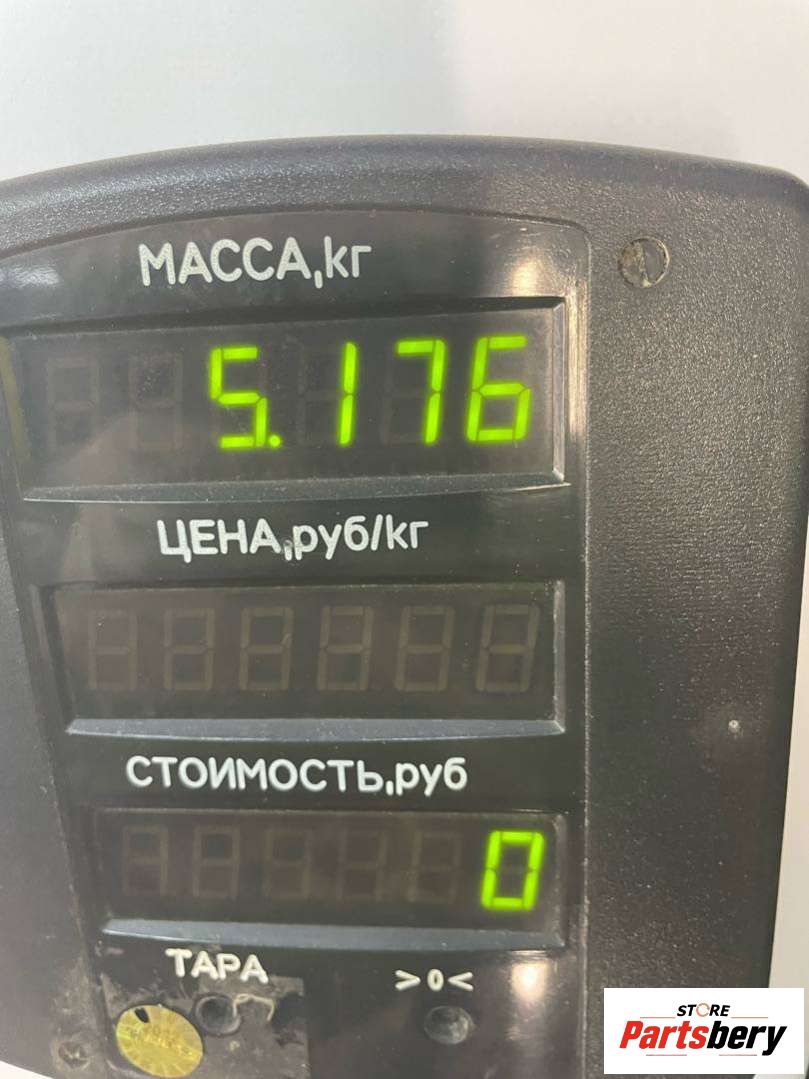 МАССА,кг
5.176
ЦЕНА,руб/кг
СТОИМОСТЬ,руб
0
ТАРА
>0<
STORE
Partsbery